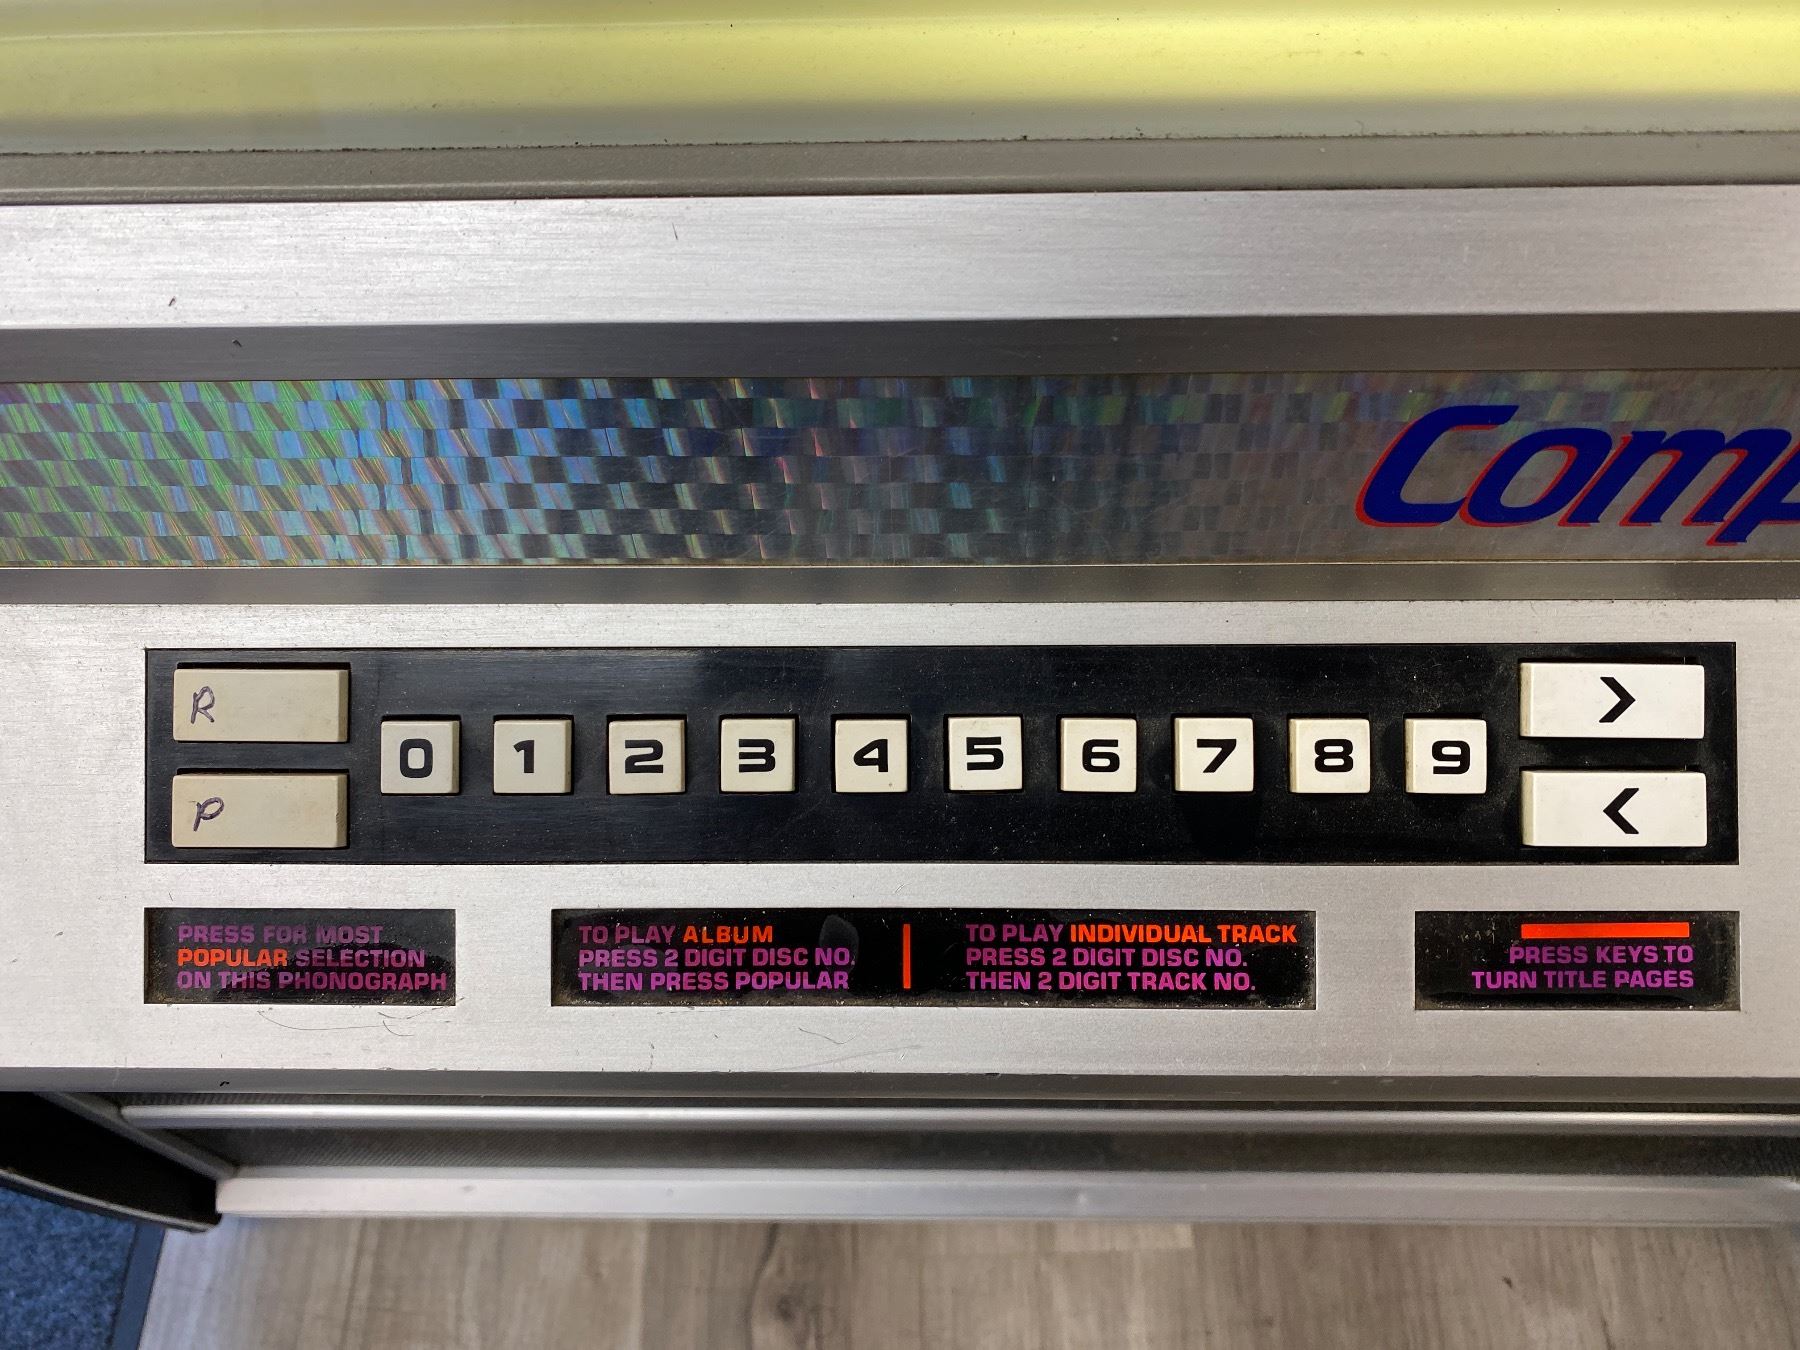 Comp
R
P
0 1 2 3 4 5 6 7 8 9
>
<
PRESS FOR MOST
POPULAR SELECTION
ON THIS PHONOGRAPH
TO PLAY ALBUM
PRESS 2 DIGIT DISC NO.
THEN PRESS POPULAR
TO PLAY INDIVIDUAL TRACK
PRESS 2 DIGIT DISC NO.
THEN 2 DIGIT TRACK NO.
PRESS KEYS TO
TURN TITLE PAGES